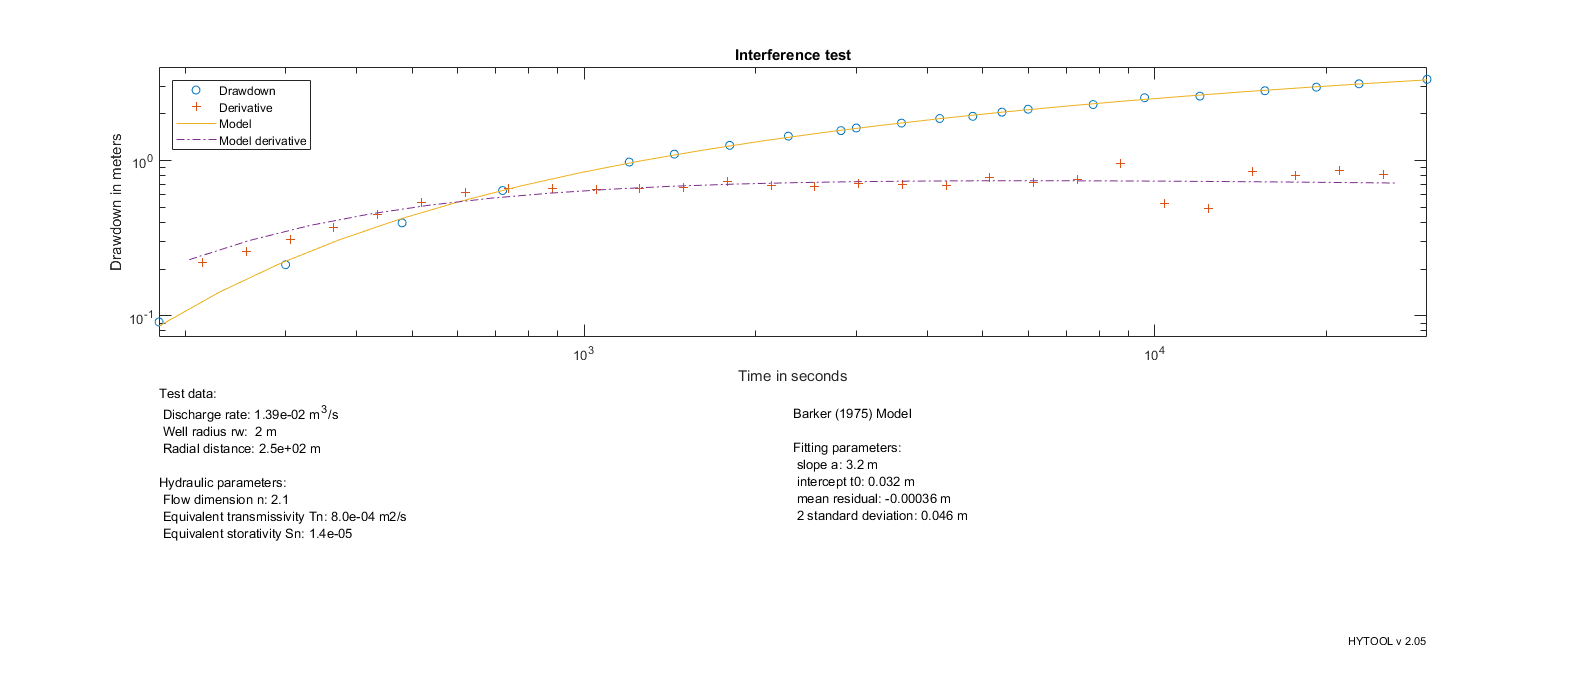 Interference test
Drawdown
Derivative
Model
Model derivative
Drawdown in meters
10^0
10^-1
10^3
10^4
Time in seconds
Test data:
Discharge rate: 1.39e-02 m^3/s
Well radius rw: 2 m
Radial distance: 2.5e+02 m
Hydraulic parameters:
Flow dimension n: 2.1
Equivalent transmissivity Tn: 8.0e-04 m2/s
Equivalent storativity Sn: 1.4e-05
Barker (1975) Model
Fitting parameters:
slope a: 3.2 m
intercept t0: 0.032 m
mean residual: -0.00036 m
2 standard deviation: 0.046 m
HYTOOL v 2.05